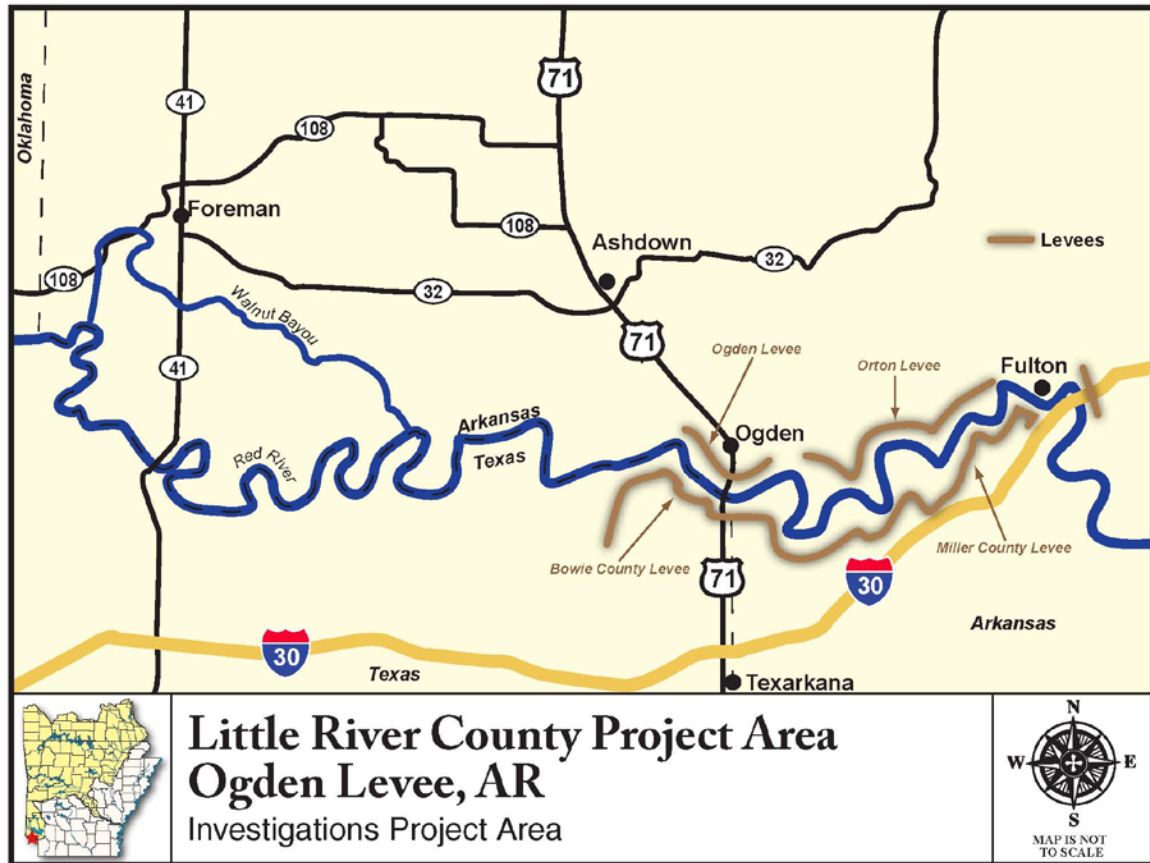 Oklahoma
41
71
108
Foreman
108
Ashdown
Levees
108
32
32
Walnut Bayou
71
Ogden Levee
Orton Levee
Fulton
41
Arkansas
Texas
Ogden
Red River
Bowie County Levee
71
Miller County Levee
30
30
Arkansas
Texas
Texarkana
Little River County Project Area
Ogden Levee, AR
Investigations Project Area
N
W
E
S
MAP IS NOT
TO SCALE